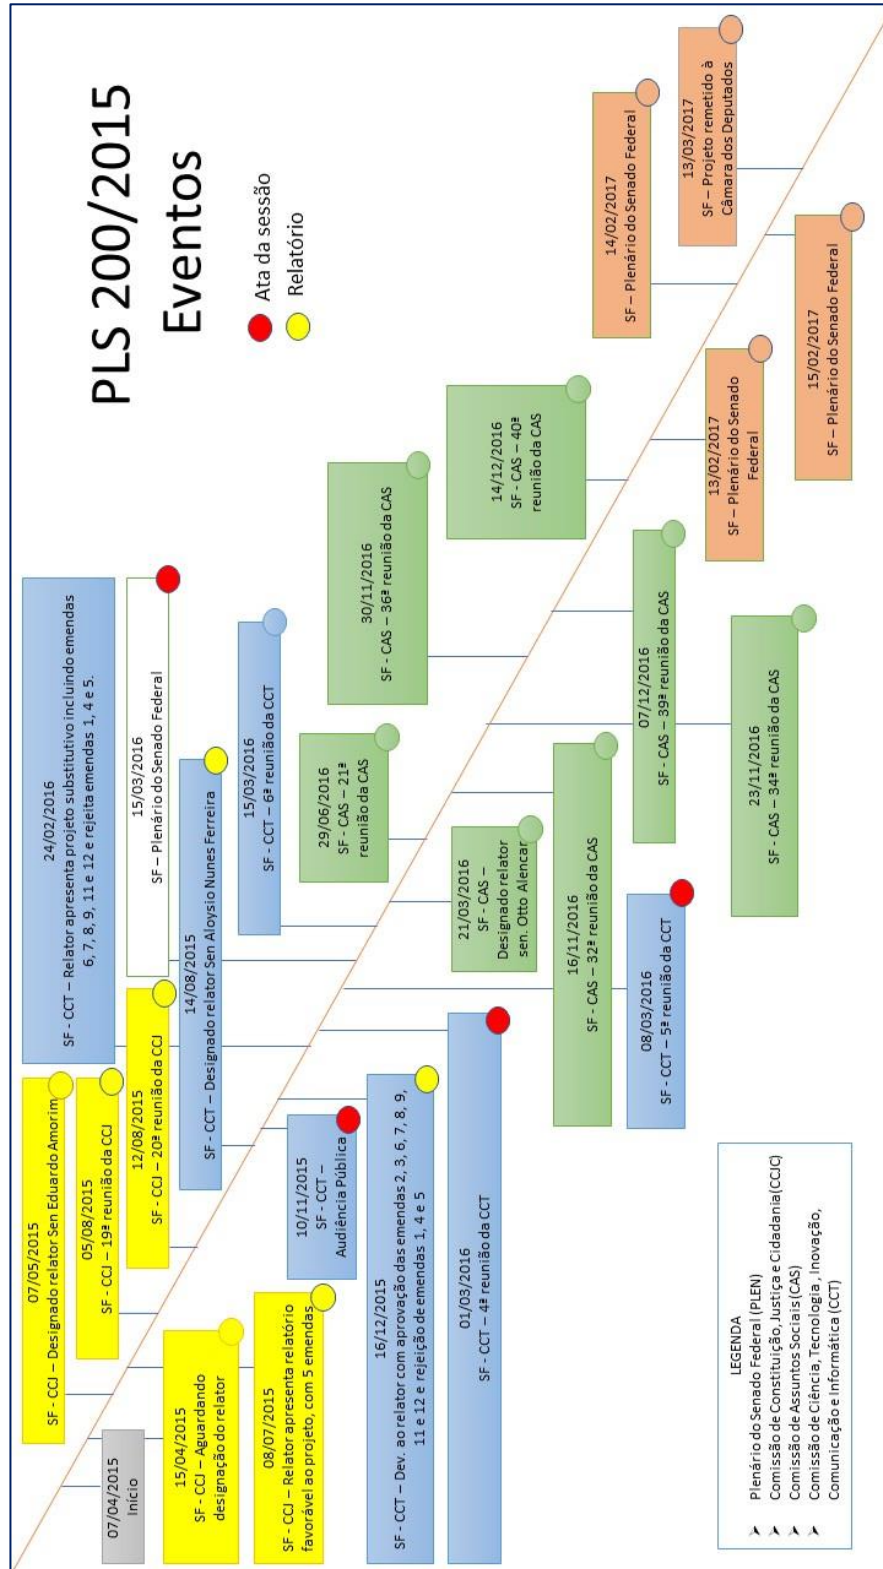 PLS 200/2015
Eventos
Ata da sessão
Relatório
07/04/2015
Início
15/04/2015
SF - CCJ – Aguardando
designação do relator
07/05/2015
SF - CCJ – Designado relator Sen Eduardo Amorim
08/07/2015
SF - CCJ – Relator apresenta relatório
favorável ao projeto, com 5 emendas
05/08/2015
SF - CCJ – 19ª reunião da CCJ
12/08/2015
SF - CCJ – 20ª reunião da CCJ
14/08/2015
SF - CCT – Designado relator Sen Aloysio Nunes Ferreira
10/11/2015
SF - CCT –
Audiência Pública
16/12/2015
SF - CCT – Dev. ao relator com aprovação das emendas 2, 3, 6, 7, 8, 9,
11 e 12 e rejeição de emendas 1, 4 e 5
24/02/2016
SF - CCT – Relator apresenta projeto substitutivo incluindo emendas
6, 7, 8, 9, 11 e 12 e rejeita emendas 1, 4 e 5.
01/03/2016
SF - CCT – 4ª reunião da CCT
08/03/2016
SF - CCT – 5ª reunião da CCT
15/03/2016
SF – Plenário do Senado Federal
15/03/2016
SF - CCT – 6ª reunião da CCT
21/03/2016
SF - CAS –
Designado relator
sen. Otto Alencar
29/06/2016
SF - CAS – 21ª
reunião da CAS
16/11/2016
SF - CAS – 32ª reunião da CAS
23/11/2016
SF - CAS – 34ª reunião da CAS
30/11/2016
SF - CAS – 36ª reunião da CAS
07/12/2016
SF - CAS – 39ª reunião da CAS
14/12/2016
SF - CAS – 40ª
reunião da CAS
13/02/2017
SF – Plenário do Senado
Federal
14/02/2017
SF – Plenário do Senado Federal
15/02/2017
SF – Plenário do Senado Federal
13/03/2017
SF – Projeto remetido à
Câmara dos Deputados
LEGENDA
➢ Plenário do Senado Federal (PLEN)
➢ Comissão de Constituição, Justiça e Cidadania(CCJC)
➢ Comissão de Assuntos Sociais (CAS)
➢ Comissão de Ciência, Tecnologia , Inovação,
Comunicação e Informática (CCT)